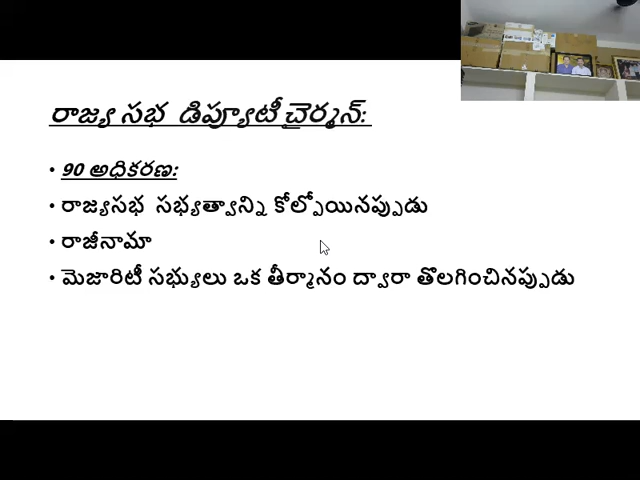 రాజ్య సభ డిప్యూటీ చైర్మన్:
• 90 అధికరణ:
• రాజ్యసభ సభ్యత్వాన్ని కోల్పోయినప్పుడు
• రాజీనామా
• మెజారిటీ సభ్యులు ఒక తీర్మానం ద్వారా తొలగించినప్పుడు